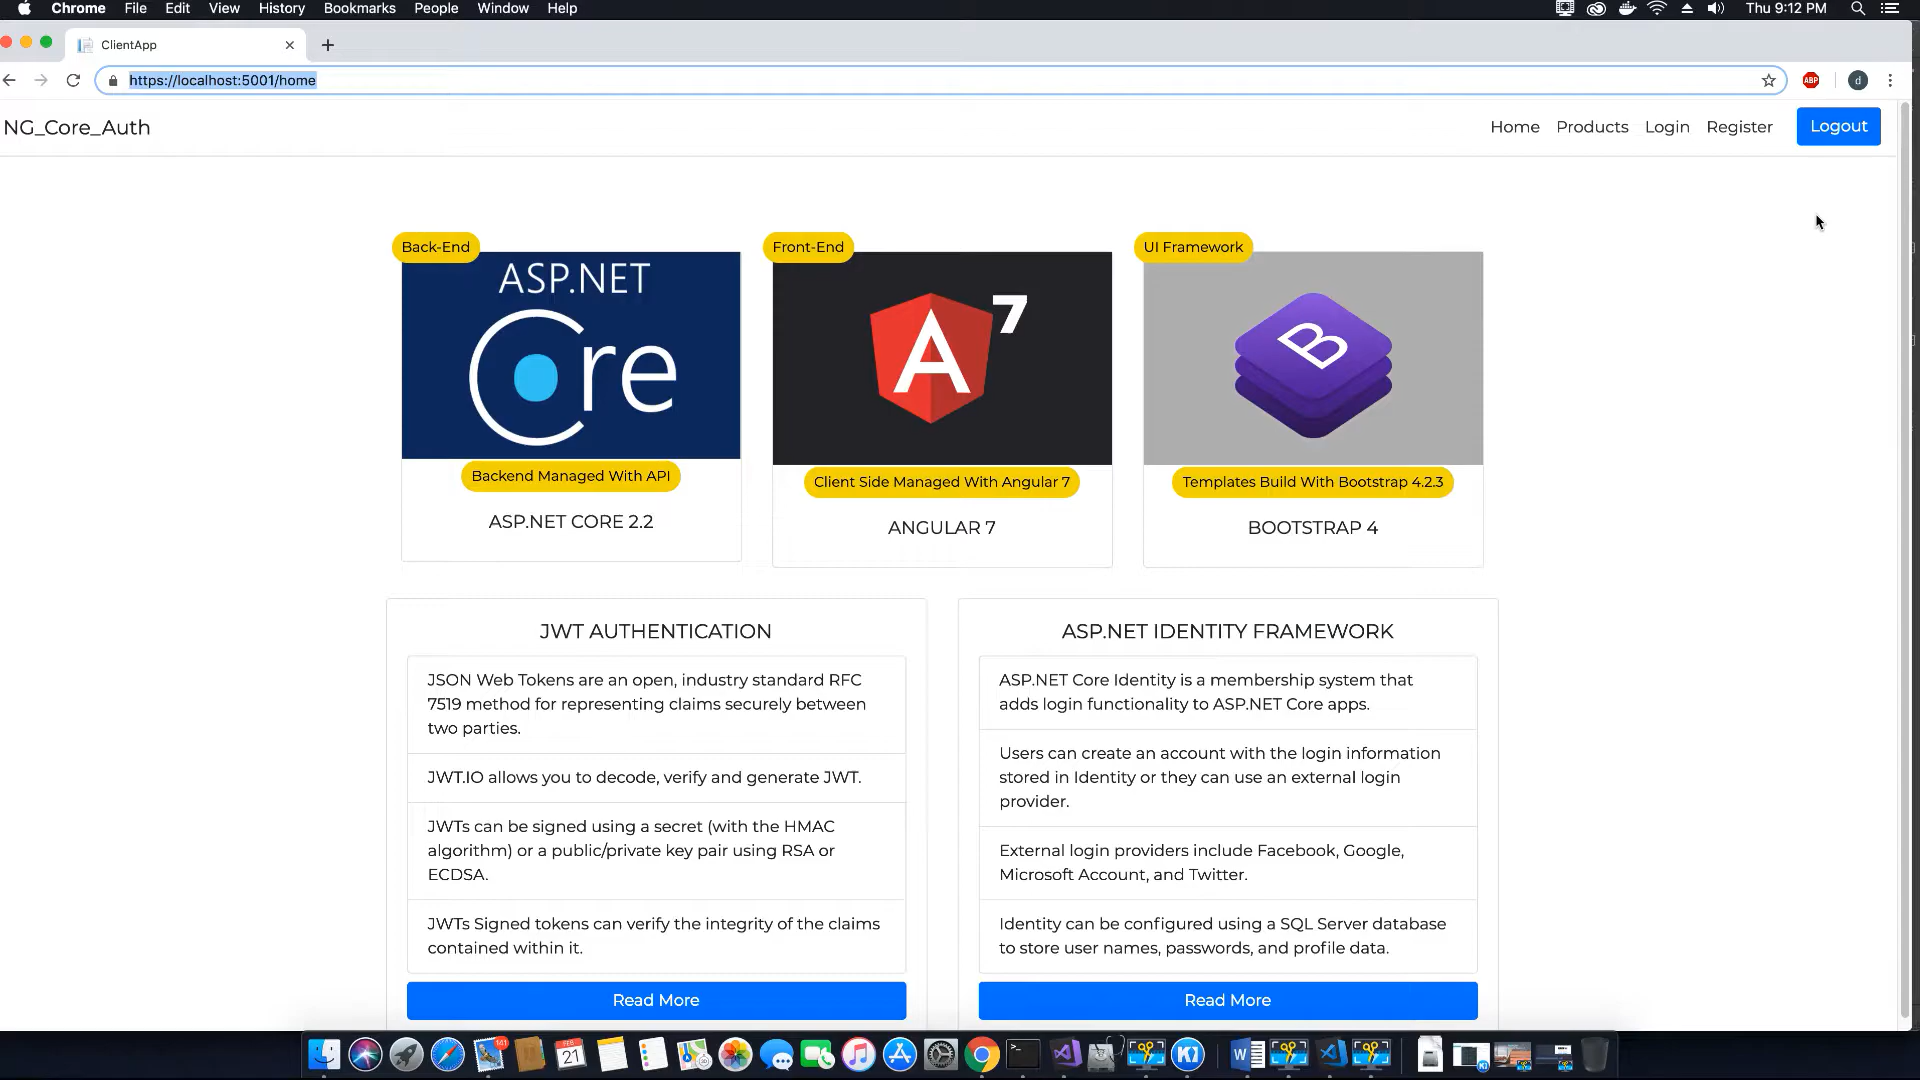 Chrome File Edit View History Bookmarks People Window Help Thu 9:12 PM
ClientApp
https://localhost:5001/home ABP d
NG_Core_Auth Home Products Login Register Logout
Back-End Front-End UI Framework
ASP.NET
Core
A 7
B
Backend Managed With API
Client Side Managed With Angular 7
Templates Build With Bootstrap 4.2.3
ASP.NET CORE 2.2
ANGULAR 7
BOOTSTRAP 4
JWT AUTHENTICATION
JSON Web Tokens are an open, industry standard RFC
7519 method for representing claims securely between
two parties.
JWT.IO allows you to decode, verify and generate JWT.
JWTs can be signed using a secret (with the HMAC
algorithm) or a public/private key pair using RSA or
ECDSA.
JWTs Signed tokens can verify the integrity of the claims
contained within it.
Read More
ASP.NET IDENTITY FRAMEWORK
ASP.NET Core Identity is a membership system that
adds login functionality to ASP.NET Core apps.
Users can create an account with the login information
stored in Identity or they can use an external login
provider.
External login providers include Facebook, Google,
Microsoft Account, and Twitter.
Identity can be configured using a SQL Server database
to store user names, passwords, and profile data.
Read More
FEB
21